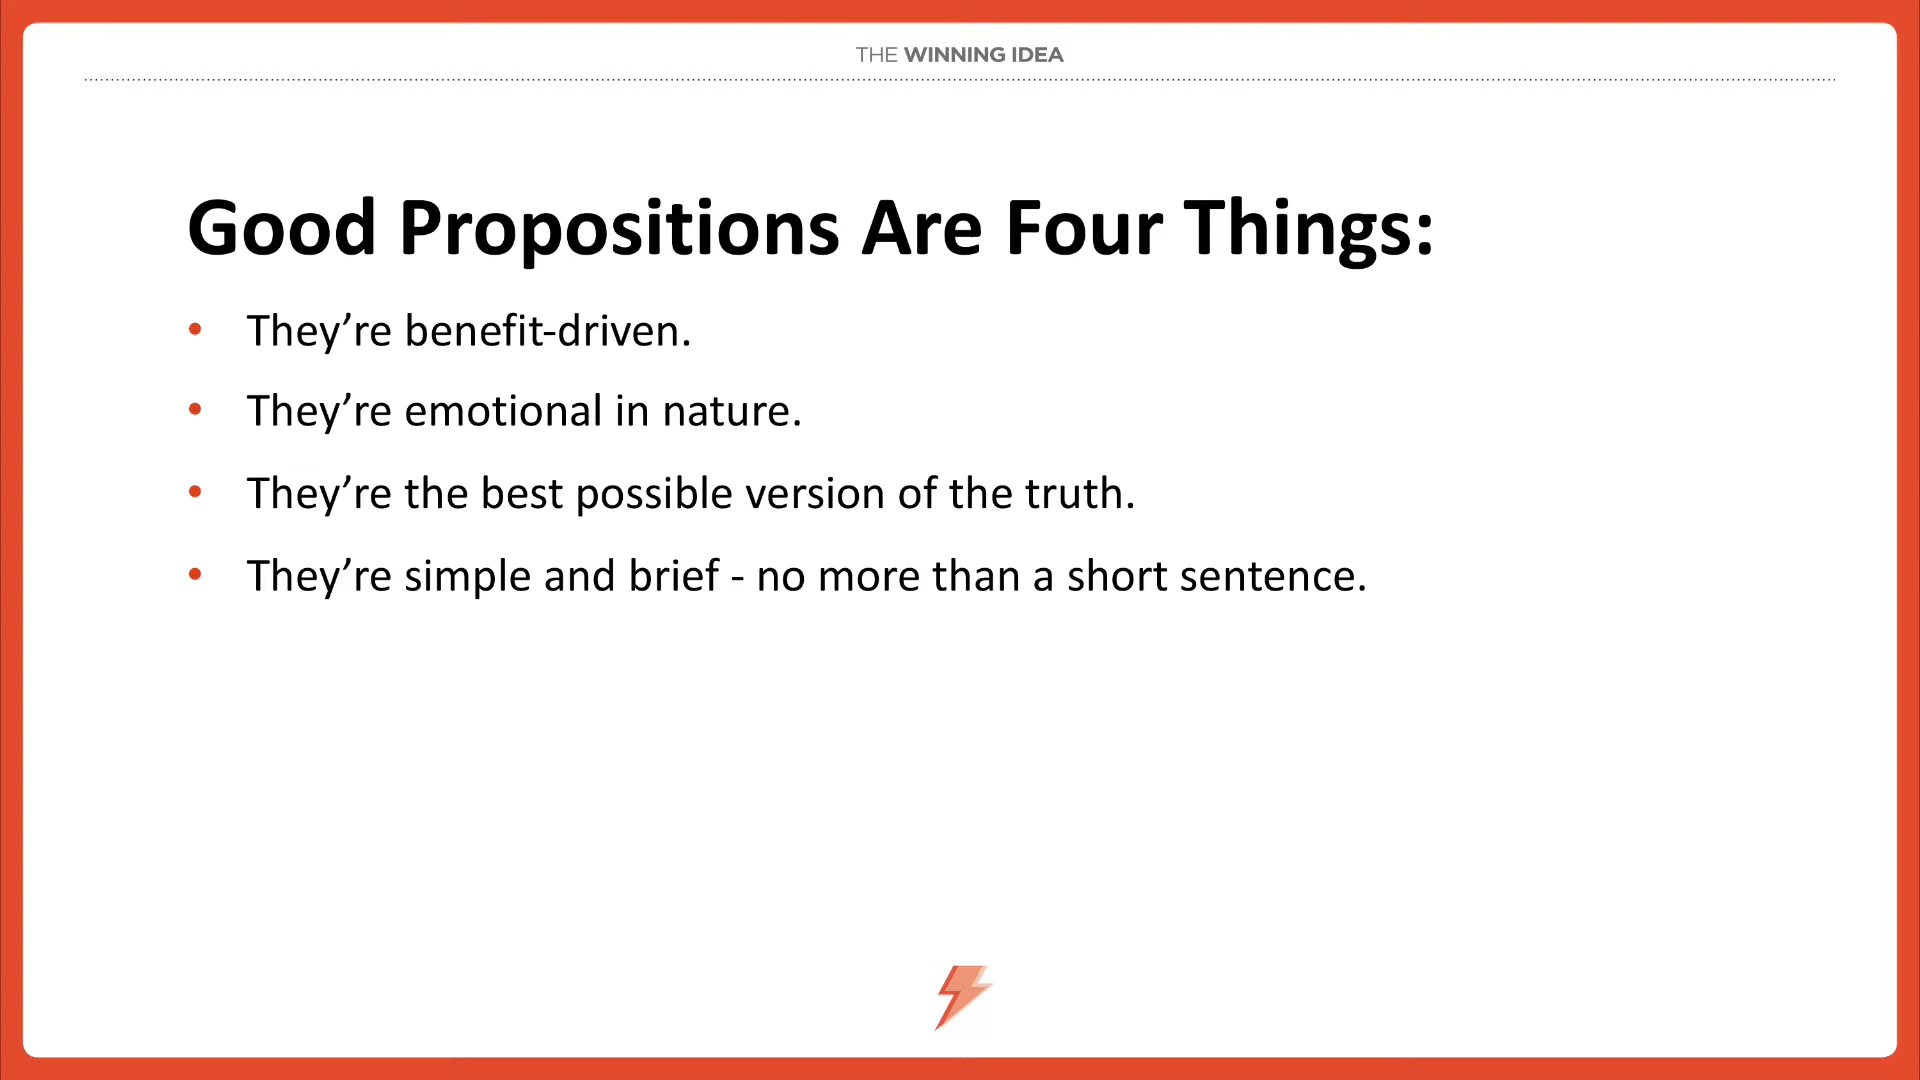 THE WINNING IDEA
Good Propositions Are Four Things:
• They’re benefit-driven.
• They’re emotional in nature.
• They’re the best possible version of the truth.
• They’re simple and brief - no more than a short sentence.